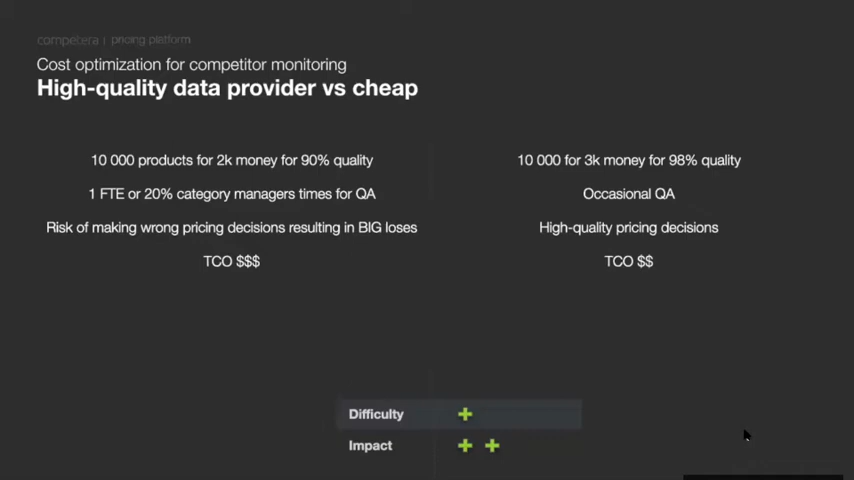 competera | pricing platform
Cost optimization for competitor monitoring
High-quality data provider vs cheap
10 000 products for 2k money for 90% quality
1 FTE or 20% category managers times for QA
Risk of making wrong pricing decisions resulting in BIG loses
TCO $$$
10 000 for 3k money for 98% quality
Occasional QA
High-quality pricing decisions
TCO $$
Difficulty
Impact